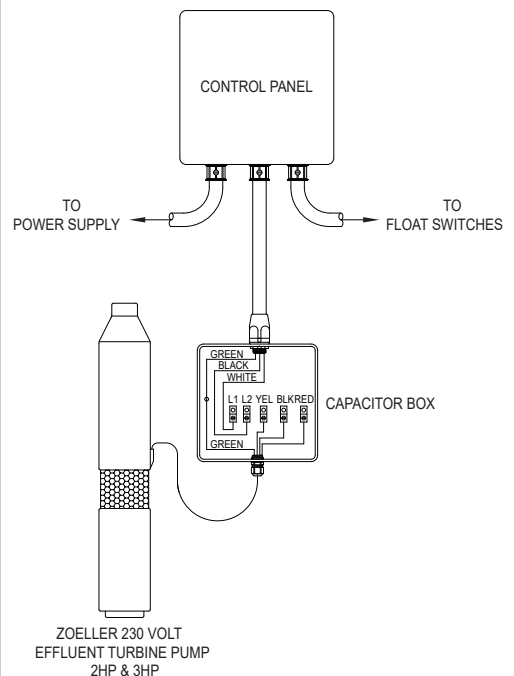 CONTROL PANEL
TO
POWER SUPPLY
TO
FLOAT SWITCHES
GREEN
BLACK
WHITE
L1 L2 YEL BLKRED
CAPACITOR BOX
GREEN
ZOELLER 230 VOLT
EFFLUENT TURBINE PUMP
2HP & 3HP